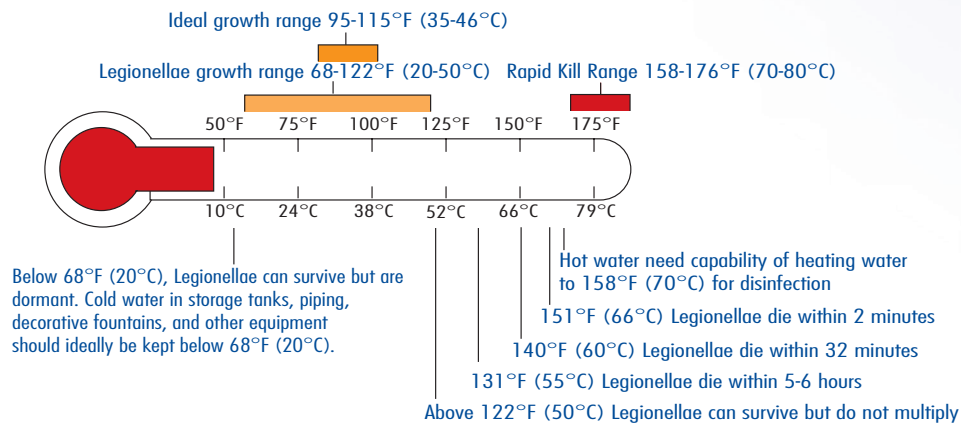 Ideal growth range 95-115°F (35-46°C)
Legionellae growth range 68-122°F (20-50°C)
Rapid Kill Range 158-176°F (70-80°C)
50°F 75°F 100°F 125°F 150°F 175°F
10°C 24°C 38°C 52°C 66°C 79°C
Below 68°F (20°C), Legionellae can survive but are
dormant. Cold water in storage tanks, piping,
decorative fountains, and other equipment
should ideally be kept below 68°F (20°C).
Hot water need capability of heating water
to 158°F (70°C) for disinfection
151°F (66°C) Legionellae die within 2 minutes
140°F (60°C) Legionellae die within 32 minutes
131°F (55°C) Legionellae die within 5-6 hours
Above 122°F (50°C) Legionellae can survive but do not multiply